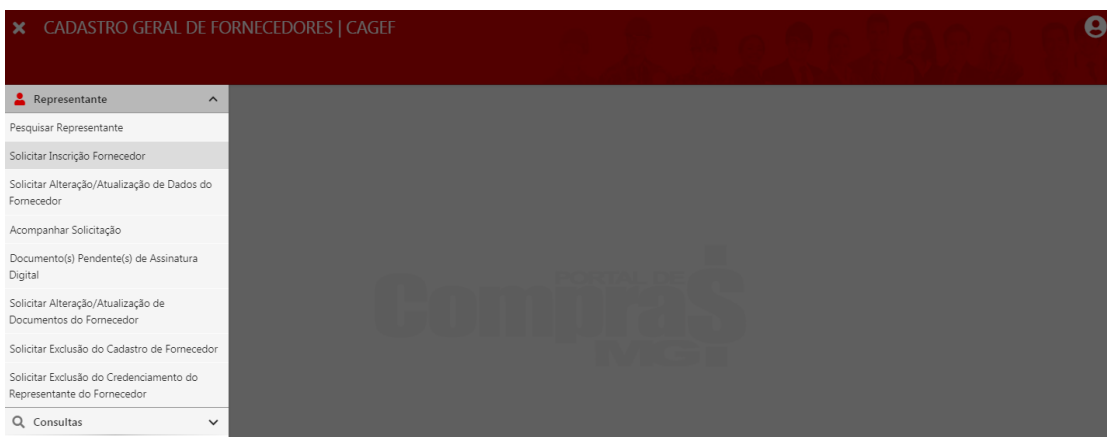 CADASTRO GERAL DE FORNECEDORES | CAGEF
Representante
Pesquisar Representante
Solicitar Inscrição Fornecedor
Solicitar Alteração/Atualização de Dados do
Fornecedor
Acompanhar Solicitação
Documento(s) Pendente(s) de Assinatura
Digital
Solicitar Alteração/Atualização de
Documentos do Fornecedor
Solicitar Exclusão do Cadastro de Fornecedor
Solicitar Exclusão do Credenciamento do
Representante do Fornecedor
Consultas
PORTAL DE
Compras
MG